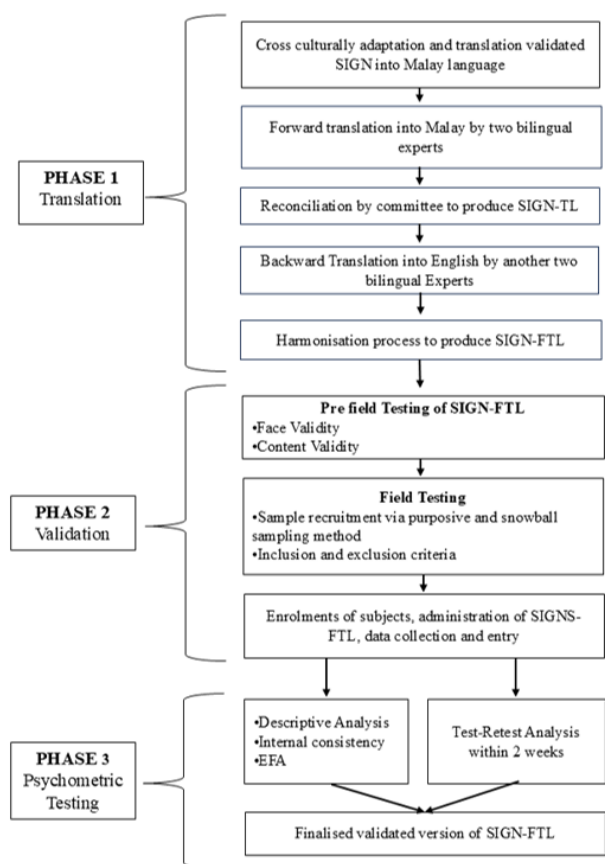 Cross culturally adaptation and translation validated
SIGN into Malay language
Forward translation into Malay by two bilingual
experts
PHASE 1
Translation
Reconciliation by committee to produce SIGN-TL
Backward Translation into English by another two
bilingual Experts
Harmonisation process to produce SIGN-FTL
Pre field Testing of SIGN-FTL
•Face Validity
•Content Validity
PHASE 2
Validation
Field Testing
•Sample recruitment via purposive and snowball
sampling method
•Inclusion and exclusion criteria
Enrolments of subjects, administration of SIGNS-
FTL, data collection and entry
PHASE 3
Psychometric
Testing
•Descriptive Analysis
•Internal consistency
•EFA
Test-Retest Analysis
within 2 weeks
Finalised validated version of SIGN-FTL